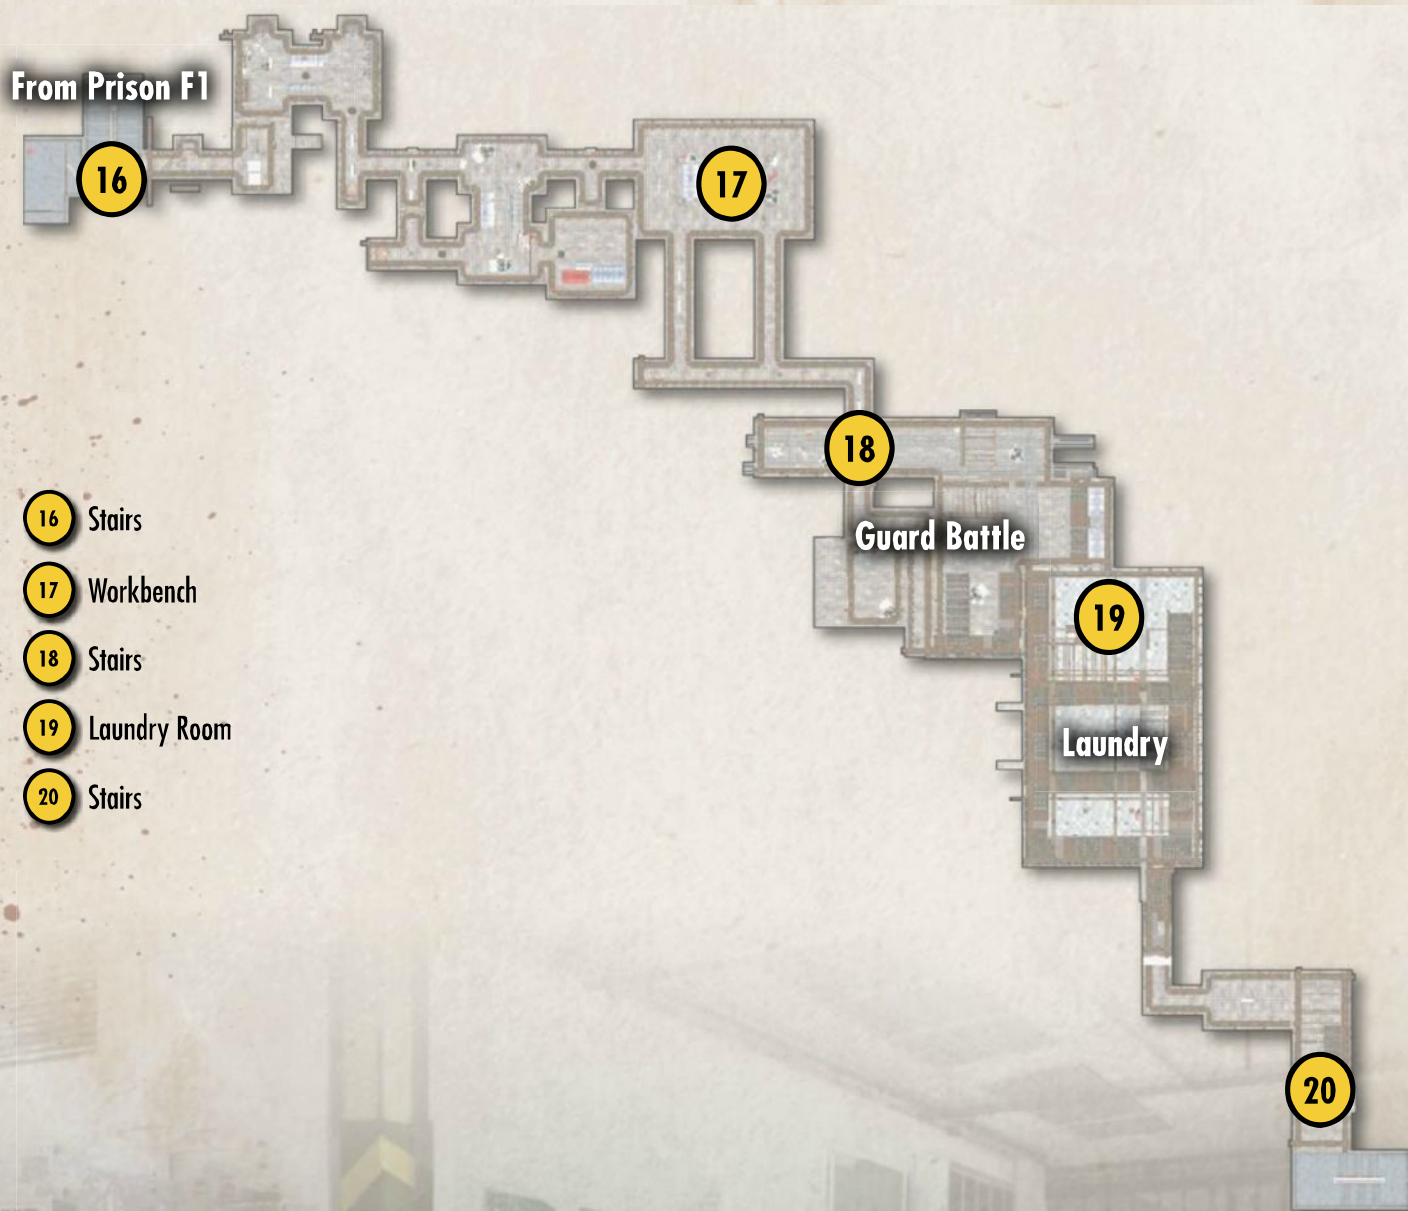 From Prison F1
16
17
18
Guard Battle
19
Laundry
20
16 Stairs
17 Workbench
18 Stairs
19 Laundry Room
20 Stairs